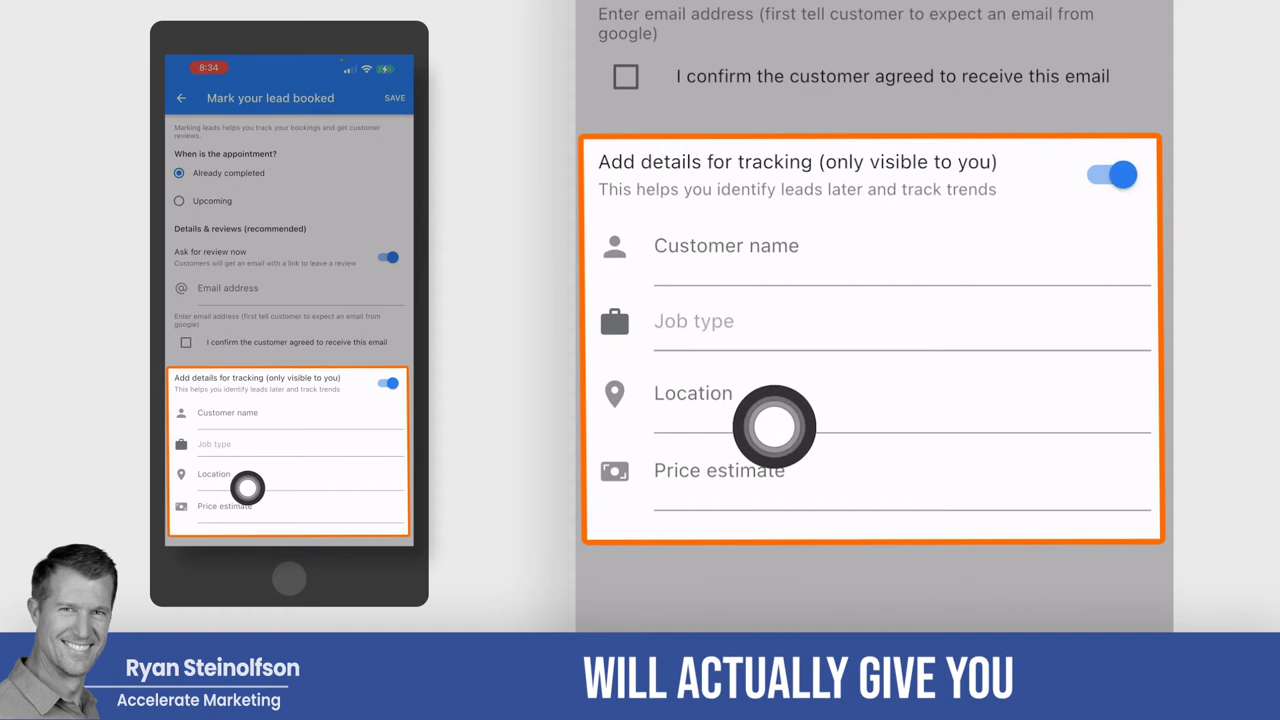 8:34
Mark your lead booked
SAVE
Marking leads helps you track your bookings and get customer
reviews.
When is the appointment?
Already completed
Upcoming
Details & reviews (recommended)
Ask for review now
Customers will get an email with a link to leave a review
@ Email address
Enter email address (first tell customer to expect an email from
google)
I confirm the customer agreed to receive this email
Add details for tracking (only visible to you)
This helps you identify leads later and track trends
Customer name
Job type
Location
Price estimate
Enter email address (first tell customer to expect an email from
google)
I confirm the customer agreed to receive this email
Add details for tracking (only visible to you)
This helps you identify leads later and track trends
Customer name
Job type
Location
Price estimate
Ryan Steinolfson
Accelerate Marketing
WILL ACTUALLY GIVE YOU